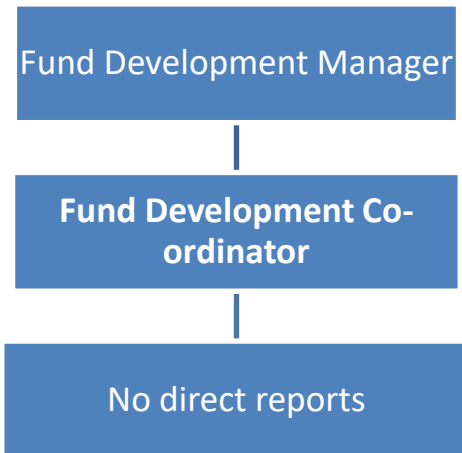 Fund Development Manager
Fund Development Co-
ordinator
No direct reports